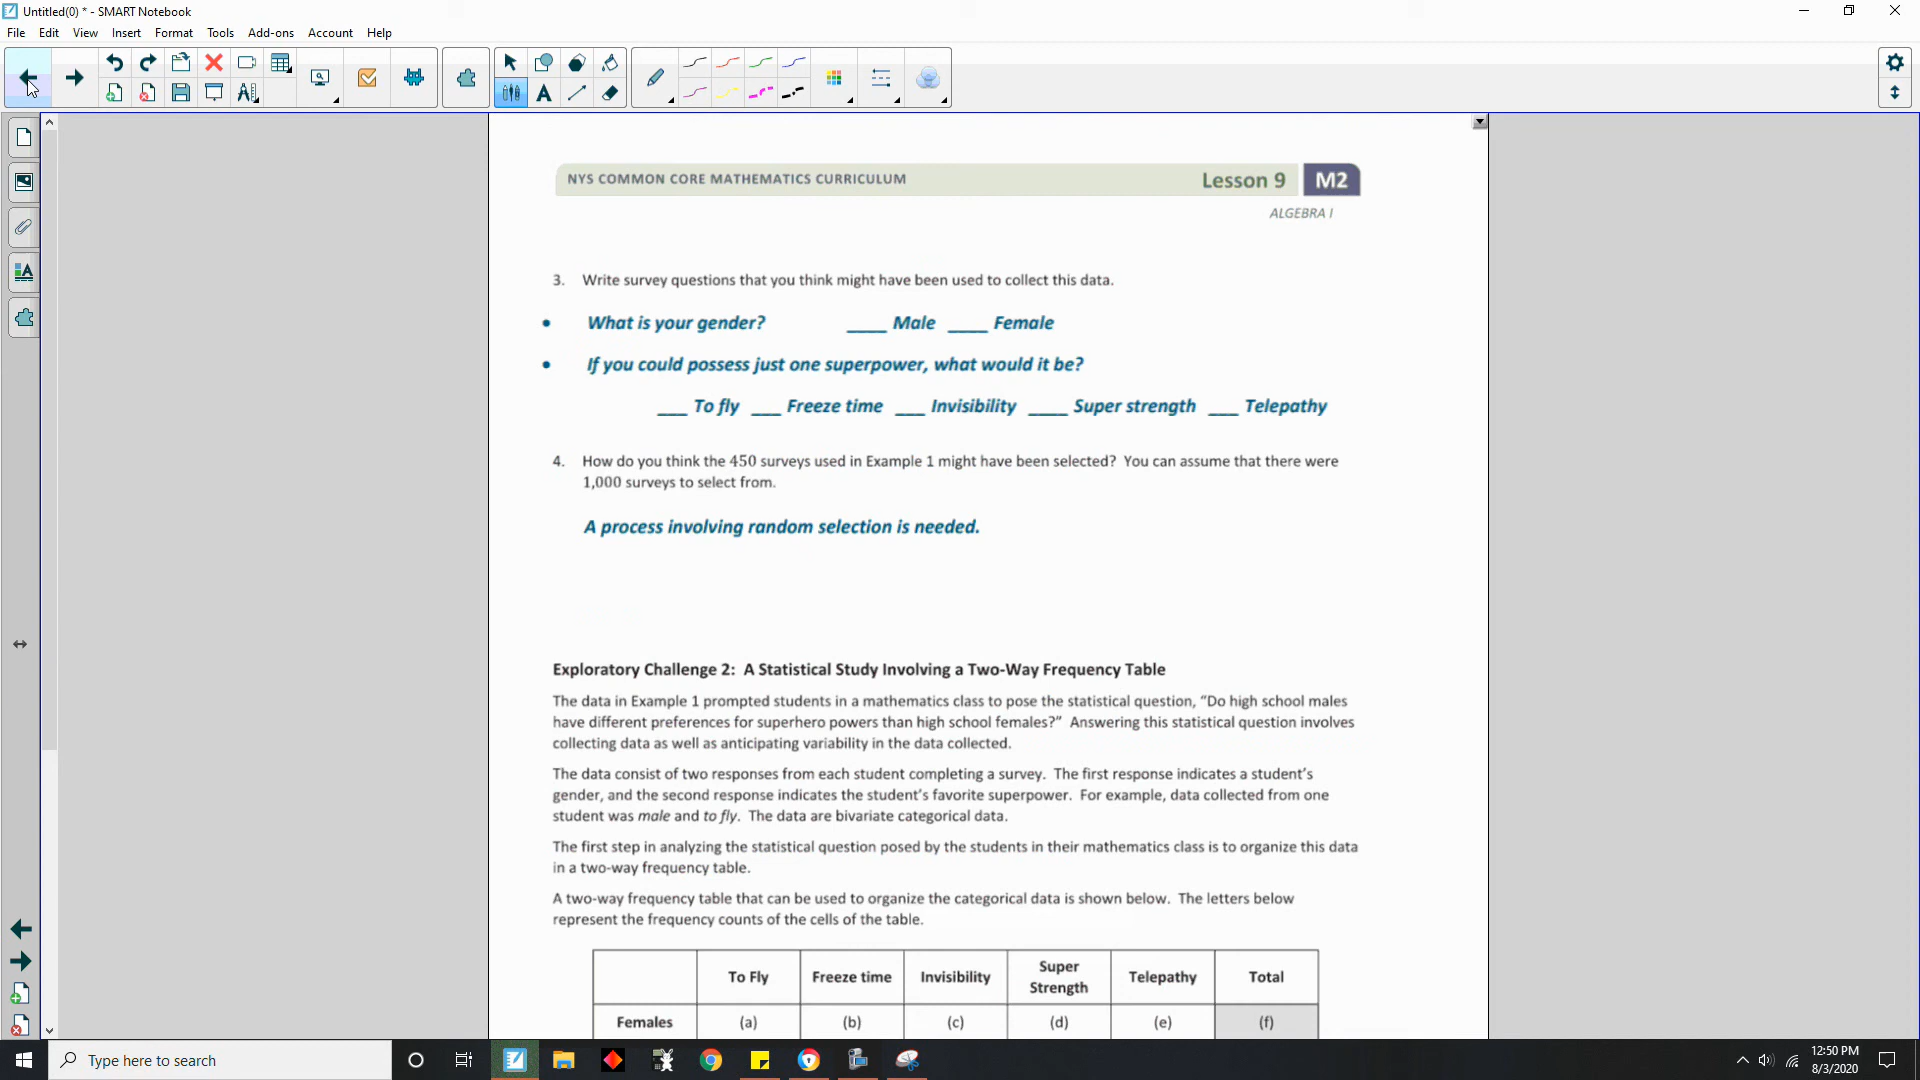 Untitled(0) * - SMART Notebook
File Edit View Insert Format Tools Add-ons Account Help
NYS COMMON CORE MATHEMATICS CURRICULUM Lesson 9 M2
ALGEBRA I
3. Write survey questions that you think might have been used to collect this data.
• What is your gender? ____ Male ____ Female
• If you could possess just one superpower, what would it be?
___ To fly ___ Freeze time ___ Invisibility ____ Super strength ___ Telepathy
4. How do you think the 450 surveys used in Example 1 might have been selected? You can assume that there were
1,000 surveys to select from.
A process involving random selection is needed.
Exploratory Challenge 2: A Statistical Study Involving a Two-Way Frequency Table
The data in Example 1 prompted students in a mathematics class to pose the statistical question, “Do high school males
have different preferences for superhero powers than high school females?” Answering this statistical question involves
collecting data as well as anticipating variability in the data collected.
The data consist of two responses from each student completing a survey. The first response indicates a student’s
gender, and the second response indicates the student’s favorite superpower. For example, data collected from one
student was male and to fly. The data are bivariate categorical data.
The first step in analyzing the statistical question posed by the students in their mathematics class is to organize this data
in a two-way frequency table.
A two-way frequency table that can be used to organize the categorical data is shown below. The letters below
represent the frequency counts of the cells of the table.
To Fly Freeze time Invisibility Super Strength Telepathy Total
Females (a) (b) (c) (d) (e) (f)
Type here to search
12:50 PM
8/3/2020